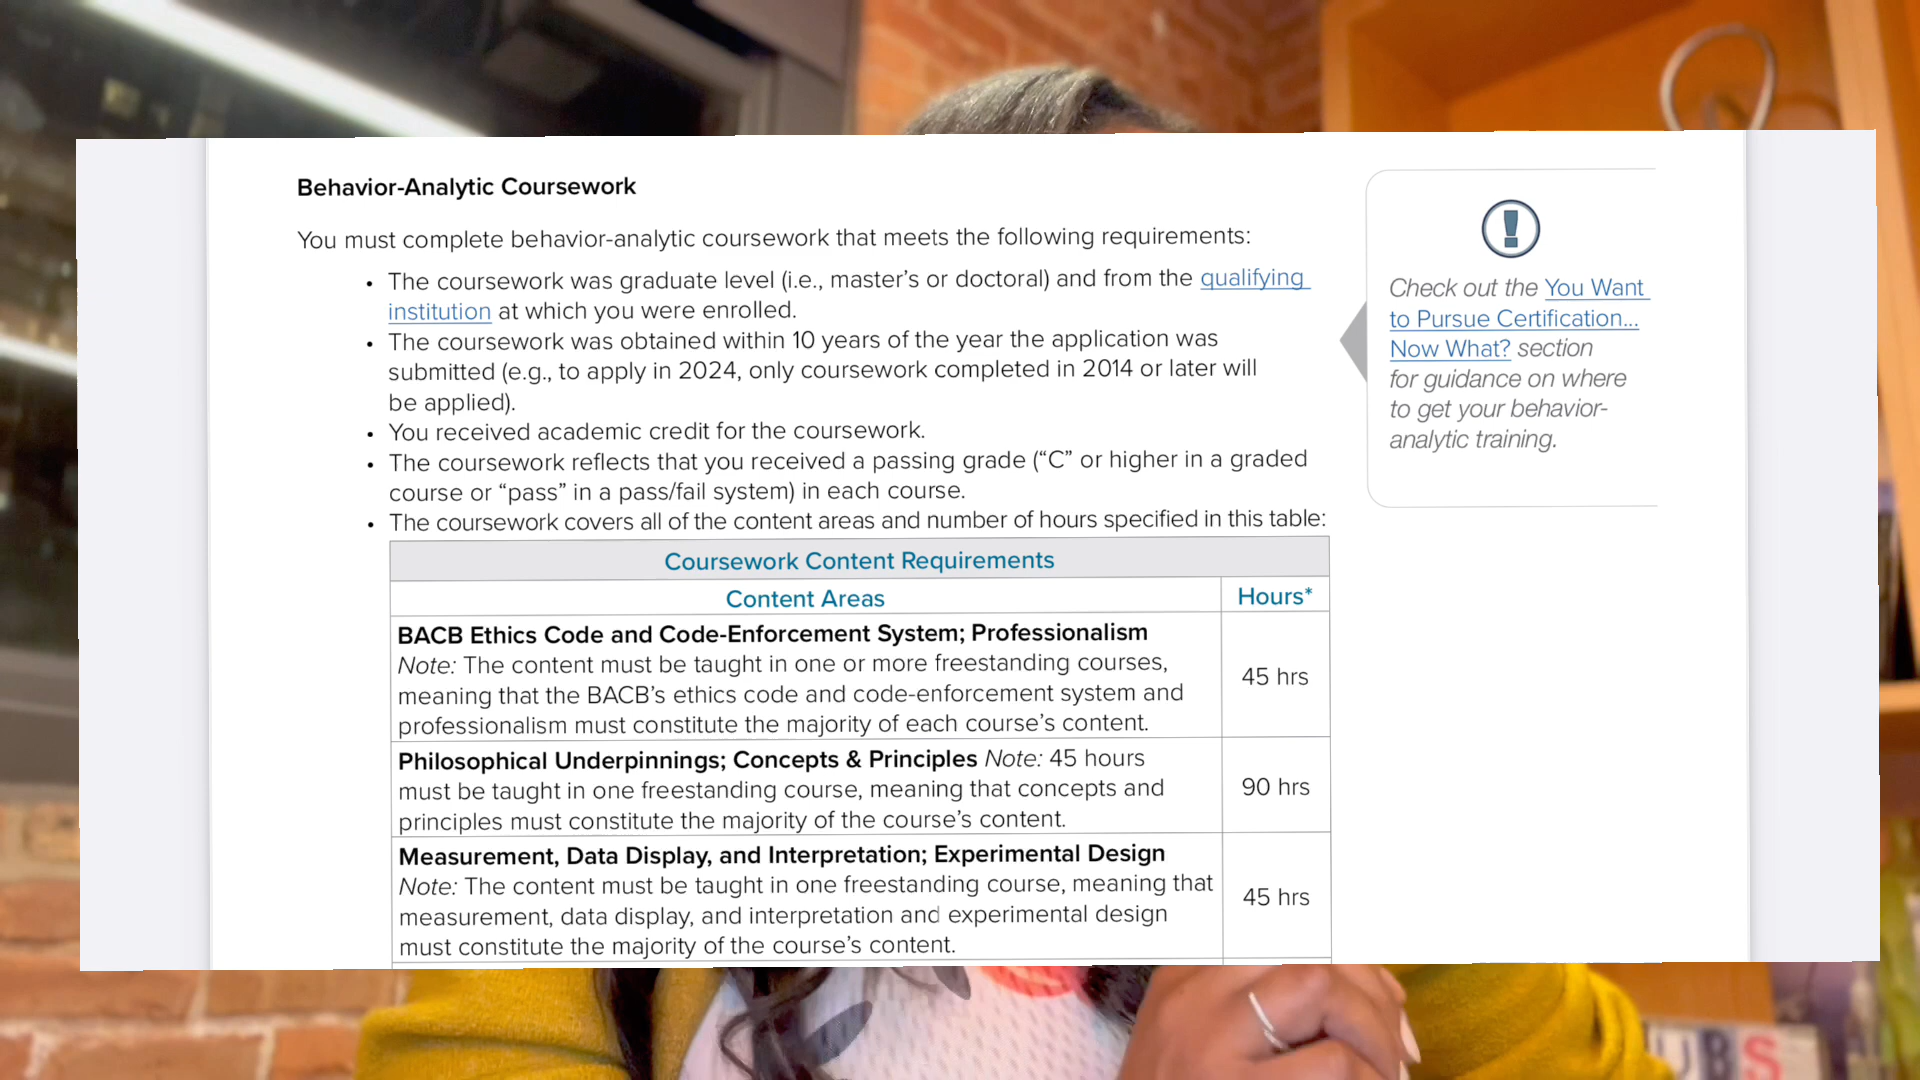 Behavior-Analytic Coursework
You must complete behavior-analytic coursework that meets the following requirements:
• The coursework was graduate level (i.e., master's or doctoral) and from the qualifying
institution at which you were enrolled.
• The coursework was obtained within 10 years of the year the application was
submitted (e.g., to apply in 2024, only coursework completed in 2014 or later will
be applied).
• You received academic credit for the coursework.
• The coursework reflects that you received a passing grade (“C” or higher in a graded
course or “pass” in a pass/fail system) in each course.
• The coursework covers all of the content areas and number of hours specified in this table:
Coursework Content Requirements
Content Areas
Hours*
BACB Ethics Code and Code-Enforcement System; Professionalism
Note: The content must be taught in one or more freestanding courses,
meaning that the BACB's ethics code and code-enforcement system and
professionalism must constitute the majority of each course's content.
45 hrs
Philosophical Underpinnings; Concepts & Principles Note: 45 hours
must be taught in one freestanding course, meaning that concepts and
principles must constitute the majority of the course's content.
90 hrs
Measurement, Data Display, and Interpretation; Experimental Design
Note: The content must be taught in one freestanding course, meaning that
measurement, data display, and interpretation and experimental design
must constitute the majority of the course's content.
45 hrs
Check out the You Want
to Pursue Certification...
Now What? section
for guidance on where
to get your behavior-
analytic training.